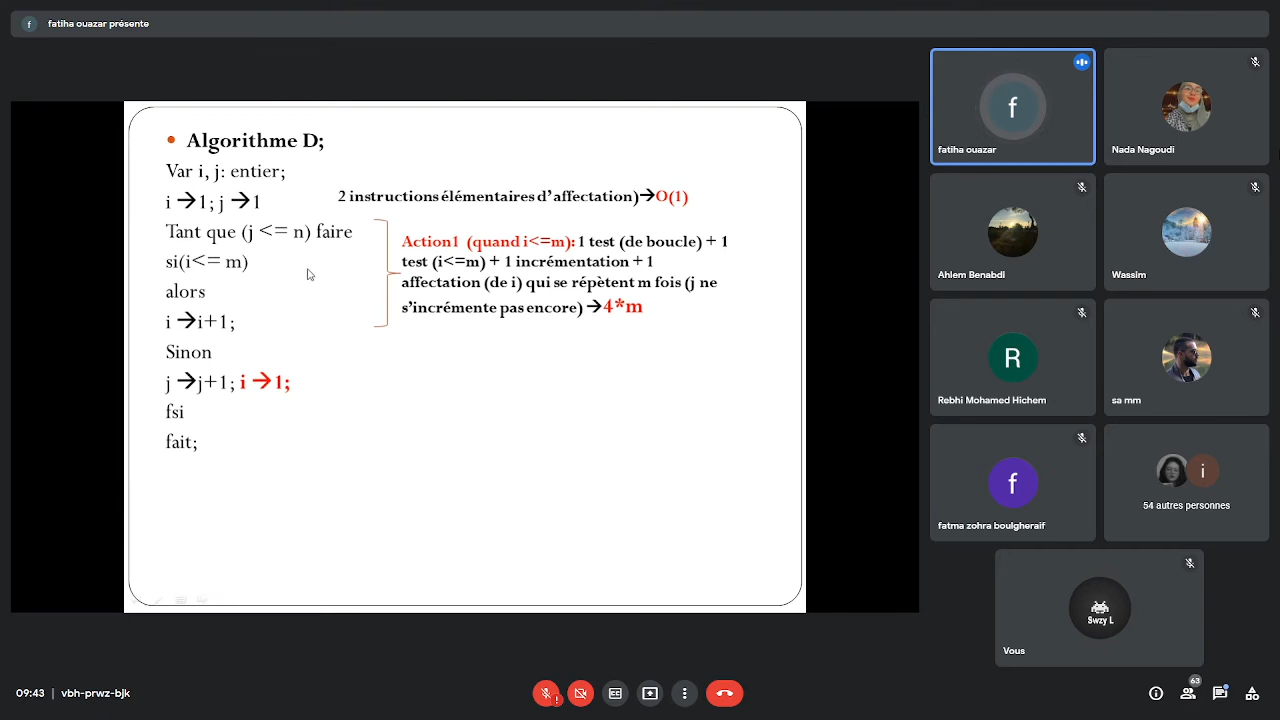 fatiha ouazar présente
• Algorithme D;
Var i, j: entier;
i →1; j →1
2 instructions élémentaires d'affectation)→O(1)
Tant que (j <= n) faire
si(i<= m)
alors
i →i+1;
Sinon
j →j+1; i →1;
fsi
fait;
Action1 (quand i<=m): 1 test (de boucle) + 1
test (i<=m) + 1 incrémentation + 1
affectation (de i) qui se répètent m fois (j ne
s'incrémente pas encore) →4*m
f
f
fatiha ouazar
Nada Nagoudi
Ahlem Benabdi
Wassim
R
Rebhi Mohamed Hichem
sa mm
f
fatma zohra boulgheraif
i
54 autres personnes
Swzy L
Vous
09:43 | vbh-prwz-bjk
63